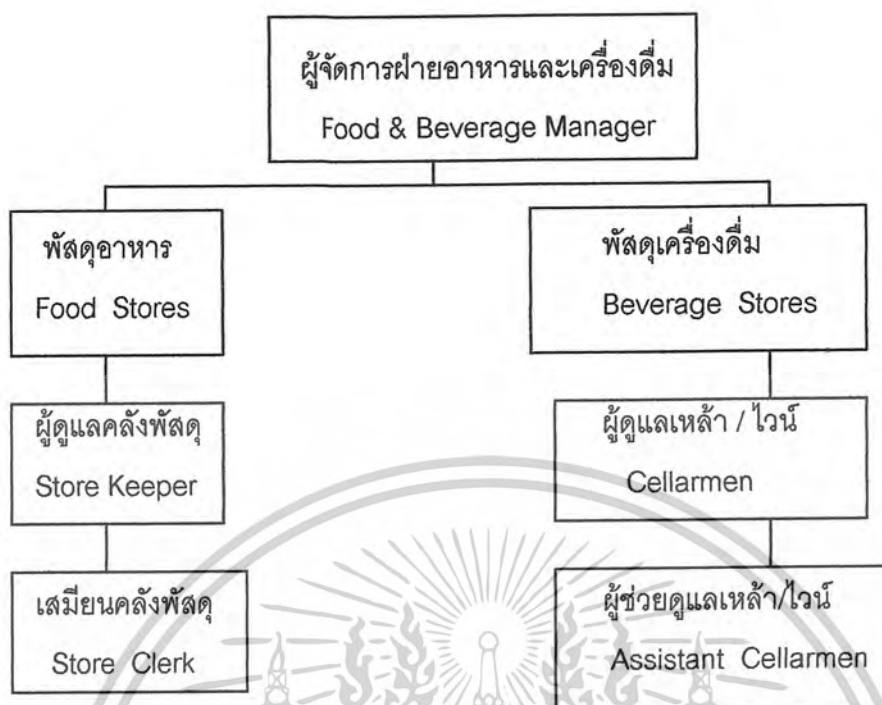 ผู้จัดการฝ่ายอาหารและเครื่องดื่ม
Food & Beverage Manager
พัสดุอาหาร
Food Stores
พัสดุเครื่องดื่ม
Beverage Stores
ผู้ดูแลคลังพัสดุ
Store Keeper
ผู้ดูแลเหล้า / ไวน์
Cellarmen
เสมียนคลังพัสดุ
Store Clerk
ผู้ช่วยดูแลเหล้า/ไวน์
Assistant Cellarmen